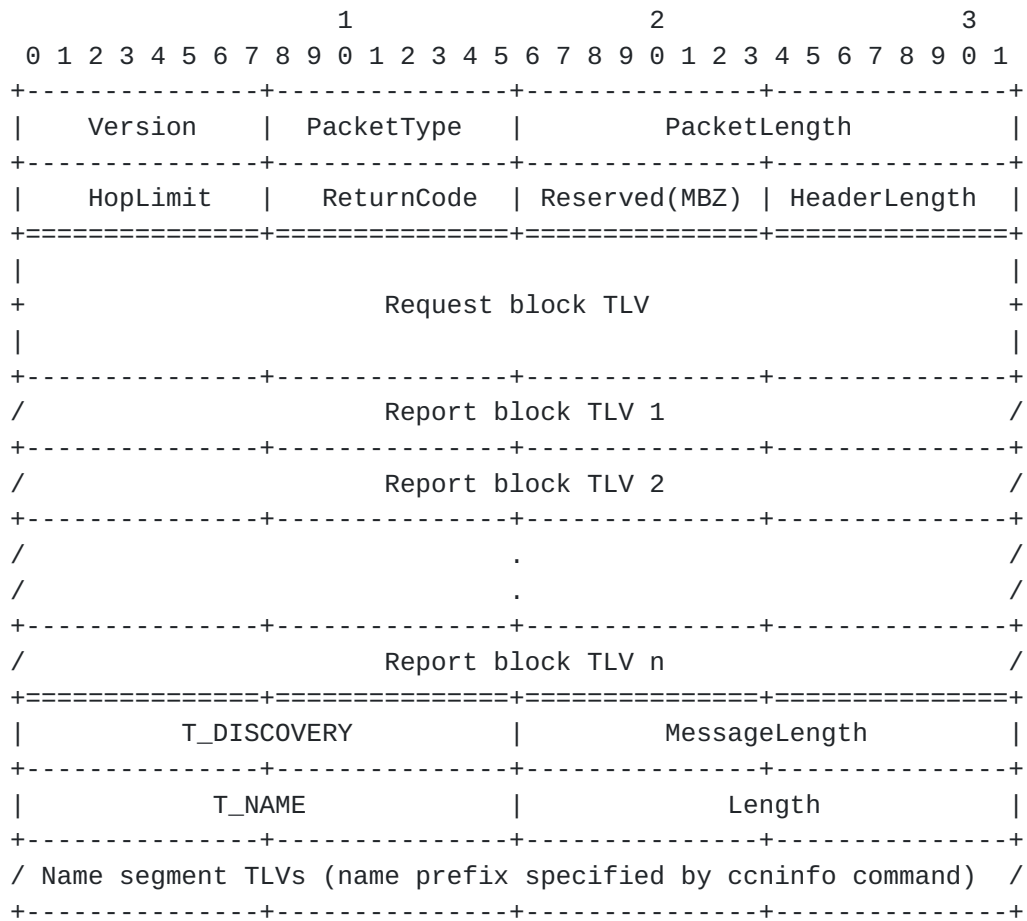 1                   2                   3
 0 1 2 3 4 5 6 7 8 9 0 1 2 3 4 5 6 7 8 9 0 1 2 3 4 5 6 7 8 9 0 1
+---------------+---------------+---------------+---------------+
|    Version    |  PacketType   |         PacketLength          |
+---------------+---------------+---------------+---------------+
|    HopLimit   |   ReturnCode  | Reserved(MBZ) | HeaderLength  |
+===============+===============+===============+===============+
|                                                               |
+                       Request block TLV                       +
|                                                               |
+---------------+---------------+---------------+---------------+
/                       Report block TLV 1                      /
+---------------+---------------+---------------+---------------+
/                       Report block TLV 2                      /
+---------------+---------------+---------------+---------------+
/                               .                               /
/                               .                               /
+---------------+---------------+---------------+---------------+
/                       Report block TLV n                      /
+===============+===============+===============+===============+
|          T_DISCOVERY          |         MessageLength         |
+---------------+---------------+---------------+---------------+
|            T_NAME             |             Length            |
+---------------+---------------+---------------+---------------+
/ Name segment TLVs (name prefix specified by ccninfo command)  /
+---------------+---------------+---------------+---------------+